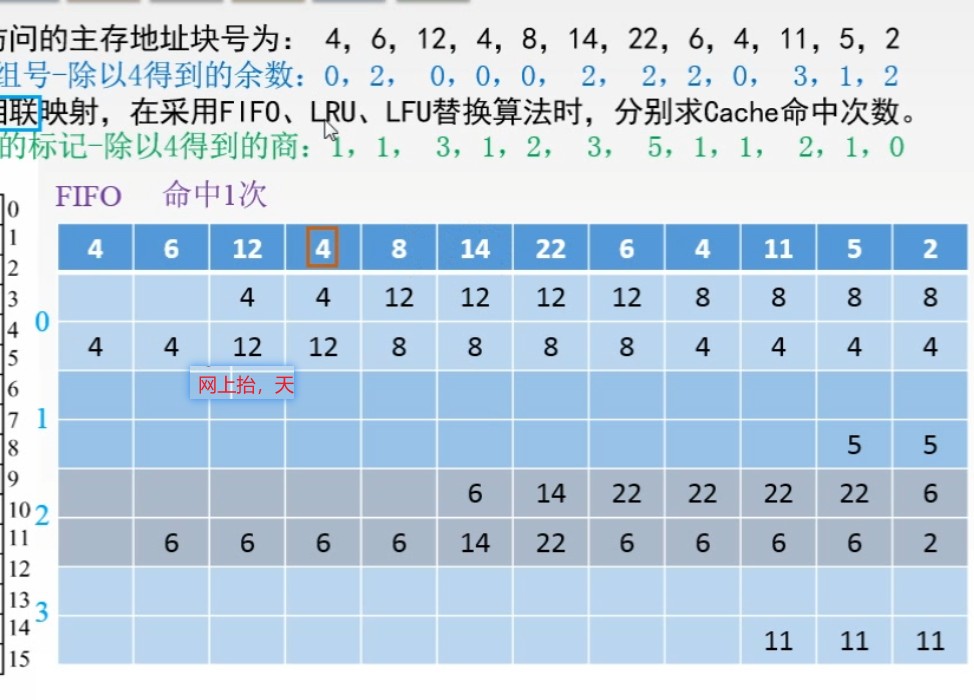 问的主存地址块号为: 4, 6, 12, 4, 8, 14, 22, 6, 4, 11, 5, 2
组号-除以4得到的余数: 0, 2, 0, 0, 0, 2, 2, 2, 0, 3, 1, 2
联映射, 在采用FIFO、LRU、LFU替换算法时, 分别求Cache命中次数。
的标记-除以4得到的商: 1, 1, 3, 1, 2, 3, 5, 1, 1, 2, 1, 0
FIFO 命中1次
4 6 12 4 8 14 22 6 4 11 5 2
4 4 12 12 12 12 8 8 8 8
4 4 12 12 8 8 8 8 4 4 4 4
网上抬, 天
5 5
6 14 22 22 22 22 6
6 6 6 6 14 22 6 6 6 6 2
11 11 11
0
1
2
3
0
1
2
3
4
5
6
7
8
9
10
11
12
13
14
15